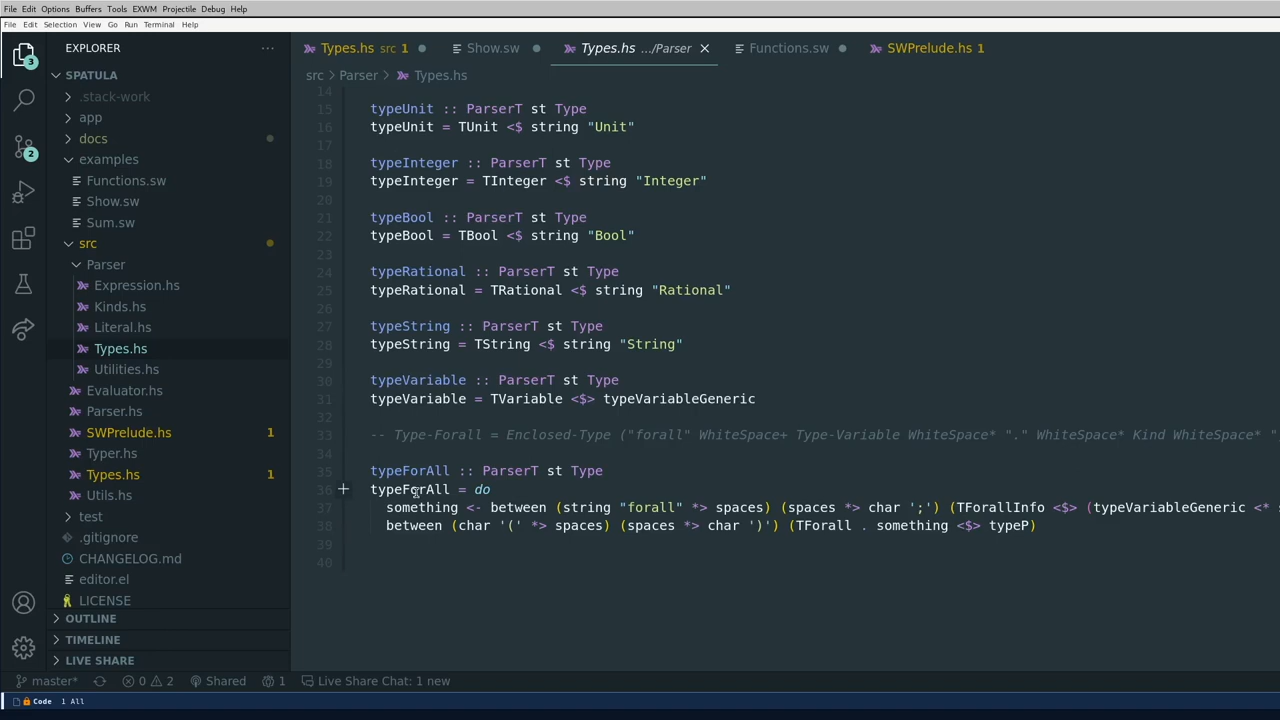 File Edit Options Buffers Tools EXWM Projectile Debug Help
File Edit Selection View Go Run Terminal Help
EXPLORER
Types.hs src 1
Show.sw
Types.hs .../Parser
Functions.sw
SWPrelude.hs 1
src > Parser > Types.hs
3
2
SPATULA
.stack-work
app
docs
examples
Functions.sw
Show.sw
Sum.sw
src
Parser
Expression.hs
Kinds.hs
Literal.hs
Types.hs
Utilities.hs
Evaluator.hs
Parser.hs
SWPrelude.hs 1
Typer.hs
Types.hs 1
Utils.hs
test
.gitignore
CHANGELOG.md
editor.el
LICENSE
OUTLINE
TIMELINE
LIVE SHARE
14
15 typeUnit :: ParserT st Type
16 typeUnit = TUnit <$ string "Unit"
17
18 typeInteger :: ParserT st Type
19 typeInteger = TInteger <$ string "Integer"
20
21 typeBool :: ParserT st Type
22 typeBool = TBool <$ string "Bool"
23
24 typeRational :: ParserT st Type
25 typeRational = TRational <$ string "Rational"
26
27 typeString :: ParserT st Type
28 typeString = TString <$ string "String"
29
30 typeVariable :: ParserT st Type
31 typeVariable = TVariable <$> typeVariableGeneric
32
33 -- Type-Forall = Enclosed-Type ("forall" WhiteSpace+ Type-Variable WhiteSpace* "." WhiteSpace* Kind WhiteSpace* "
34
35 typeForAll :: ParserT st Type
36 typeForAll = do
37 something <- between (string "forall" *> spaces) (spaces *> char ';') (TForallInfo <$> (typeVariableGeneric <* s
38 between (char '(' *> spaces) (spaces *> char ')') (TForall . something <$> typeP)
39
40
master* 0 2 Shared 1 Live Share Chat: 1 new
Code 1 All